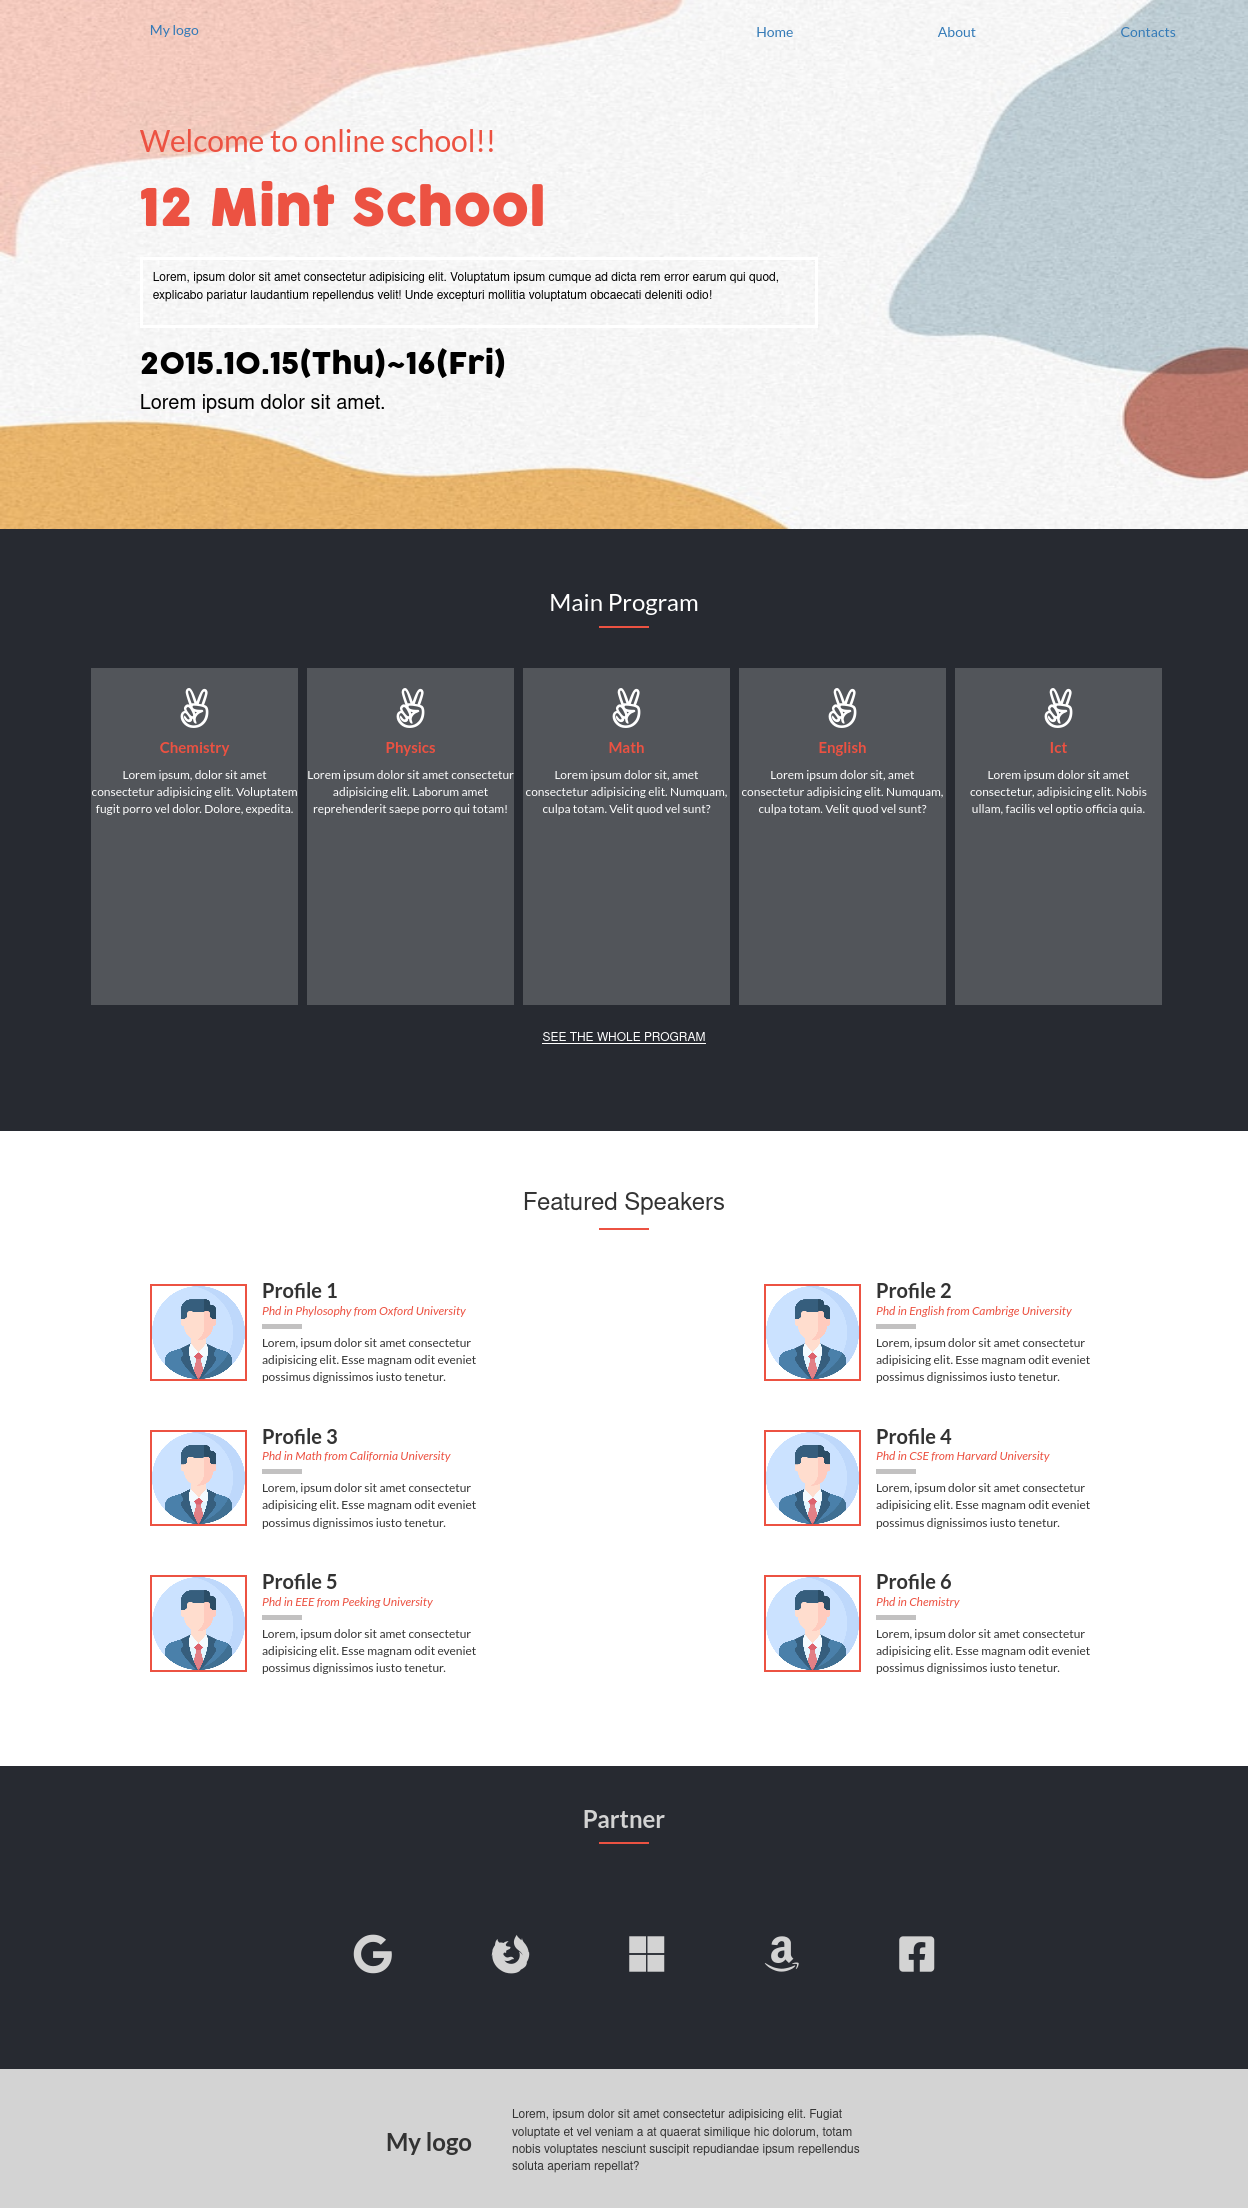 My logo
Home
About
Contacts
Welcome to online school!!
12 Mint School
Lorem, ipsum dolor sit amet consectetur adipisicing elit. Voluptatum ipsum cumque ad dicta rem error earum qui quod,
explicabo pariatur laudantium repellendus velit! Unde excepturi mollitia voluptatum obcaecati deleniti odio!
2015.10.15(Thu)~16(Fri)
Lorem ipsum dolor sit amet.
Main Program
Chemistry
Lorem ipsum, dolor sit amet
consectetur adipisicing elit. Voluptatem
fugit porro vel dolor. Dolore, expedita.
Physics
Lorem ipsum dolor sit amet consectetur
adipisicing elit. Laborum amet
reprehenderit saepe porro qui totam!
Math
Lorem ipsum dolor sit, amet
consectetur adipisicing elit. Numquam,
culpa totam. Velit quod vel sunt?
English
Lorem ipsum dolor sit, amet
consectetur adipisicing elit. Numquam,
culpa totam. Velit quod vel sunt?
Ict
Lorem ipsum dolor sit amet
consectetur, adipisicing elit. Nobis
ullam, facilis vel optio officia quia.
SEE THE WHOLE PROGRAM
Featured Speakers
Profile 1
Phd in Phylosophy from Oxford University
Lorem, ipsum dolor sit amet consectetur
adipisicing elit. Esse magnam odit eveniet
possimus dignissimos iusto tenetur.
Profile 2
Phd in English from Cambrige University
Lorem, ipsum dolor sit amet consectetur
adipisicing elit. Esse magnam odit eveniet
possimus dignissimos iusto tenetur.
Profile 3
Phd in Math from California University
Lorem, ipsum dolor sit amet consectetur
adipisicing elit. Esse magnam odit eveniet
possimus dignissimos iusto tenetur.
Profile 4
Phd in CSE from Harvard University
Lorem, ipsum dolor sit amet consectetur
adipisicing elit. Esse magnam odit eveniet
possimus dignissimos iusto tenetur.
Profile 5
Phd in EEE from Peeking University
Lorem, ipsum dolor sit amet consectetur
adipisicing elit. Esse magnam odit eveniet
possimus dignissimos iusto tenetur.
Profile 6
Phd in Chemistry
Lorem, ipsum dolor sit amet consectetur
adipisicing elit. Esse magnam odit eveniet
possimus dignissimos iusto tenetur.
Partner
My logo
Lorem, ipsum dolor sit amet consectetur adipisicing elit. Fugiat
voluptate et vel veniam a at quaerat similique hic dolorum, totam
nobis voluptates nesciunt suscipit repudiandae ipsum repellendus
soluta aperiam repellat?